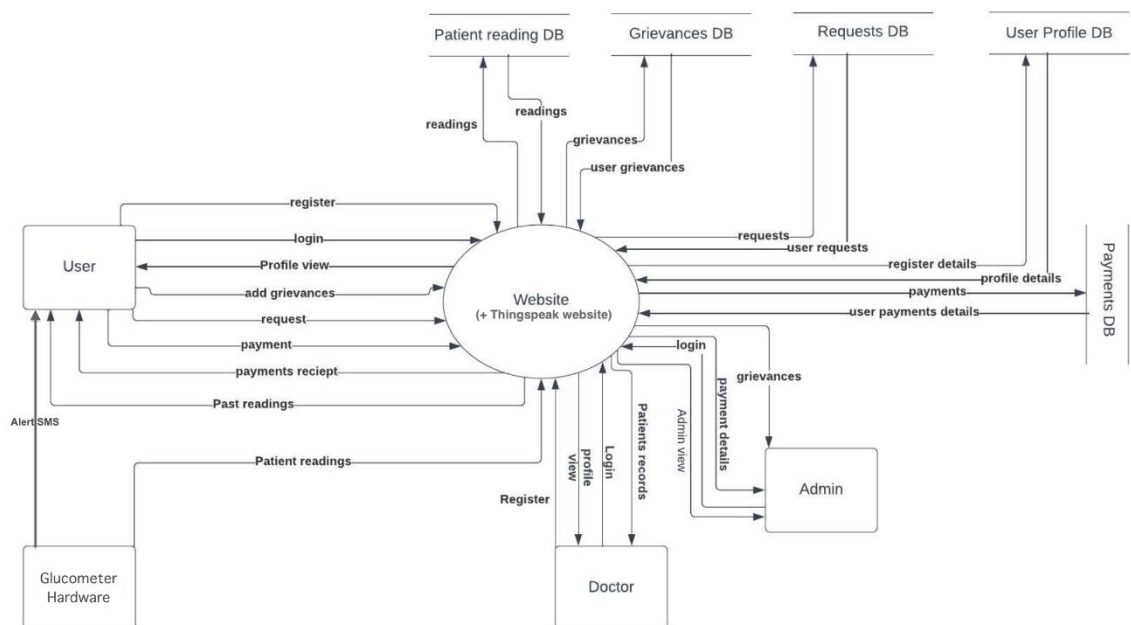 Patient reading DB
Grievances DB
Requests DB
User Profile DB
readings
readings
grievances
user grievances
register
login
User
Profile view
add grievances
request
payment
payments reciept
Past readings
Alert SMS
Patient readings
Website
(+ Thingspeak website)
requests
user requests
register details
profile details
payments
user payments details
Payments DB
login
grievances
payment details
Admin view
Patients records
Login
profile
view
Register
Admin
Glucometer
Hardware
Doctor